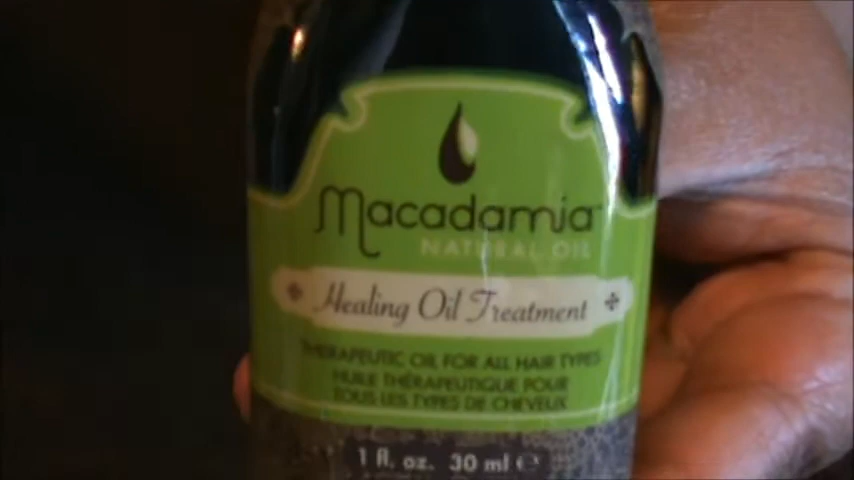 Macadamia™
NATURAL OIL
Healing Oil Treatment
THERAPEUTIC OIL FOR ALL HAIR TYPES
HUILE THÉRAPEUTIQUE POUR
TOUS LES TYPES DE CHEVEUX
1 fl. oz. 30 ml ℮